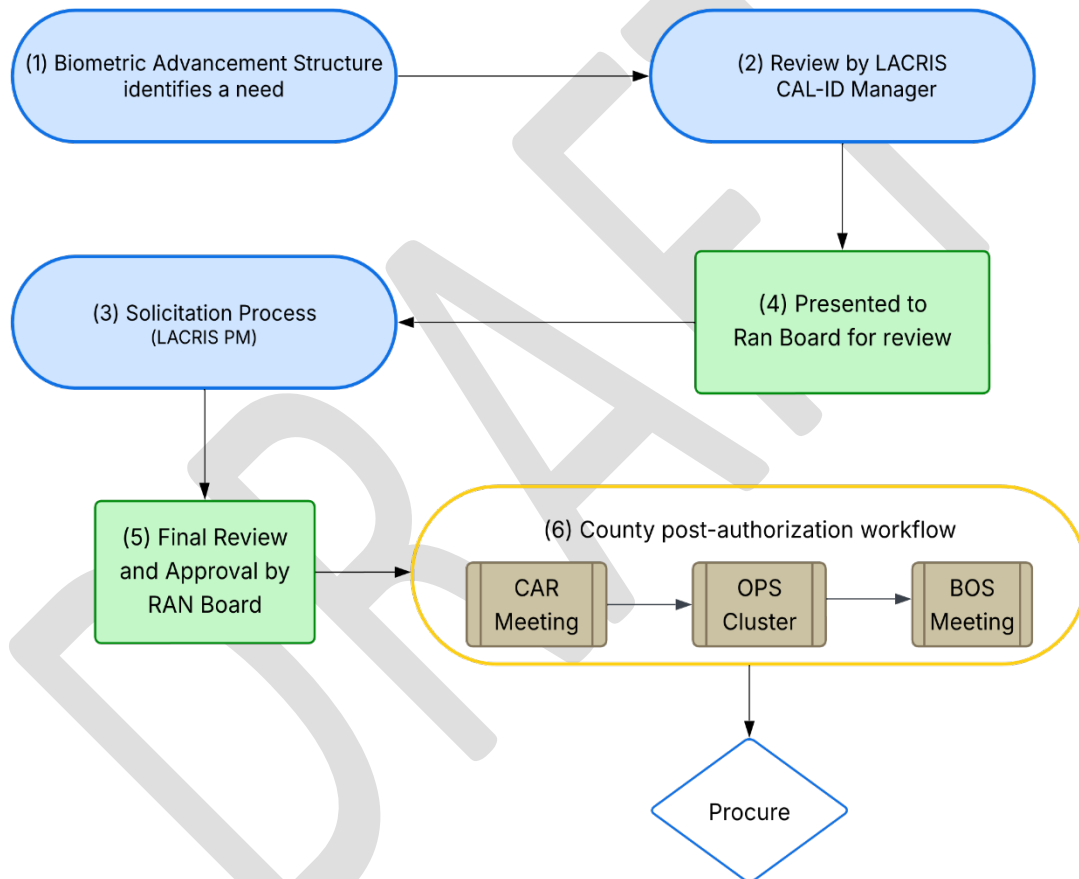 (1) Biometric Advancement Structure
identifies a need
(2) Review by LACRIS
CAL-ID Manager
(3) Solicitation Process
(LACRIS PM)
(4) Presented to
Ran Board for review
(5) Final Review
and Approval by
RAN Board
(6) County post-authorization workflow
CAR
Meeting
OPS
Cluster
BOS
Meeting
Procure
DRAFT